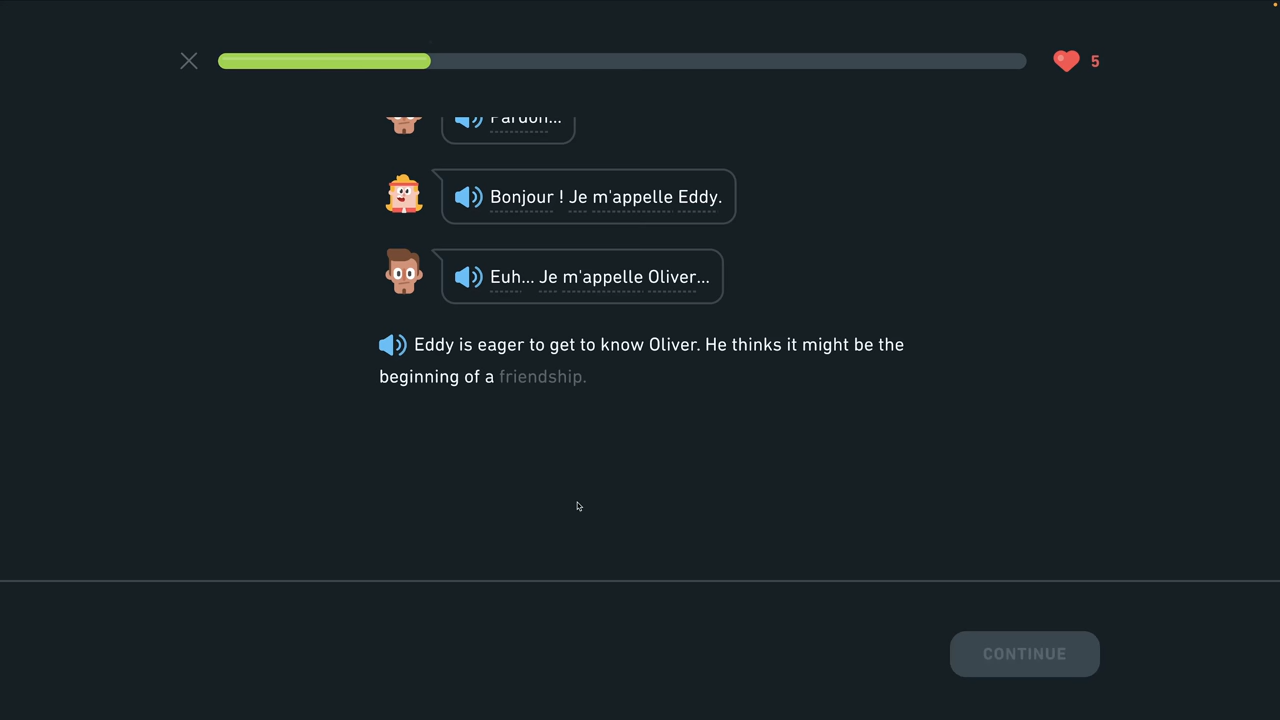 5
Pardon...
Bonjour ! Je m'appelle Eddy.
Euh... Je m'appelle Oliver...
Eddy is eager to get to know Oliver. He thinks it might be the
beginning of a friendship.
CONTINUE